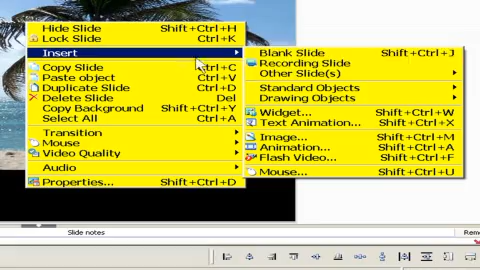 Hide Slide Shift+Ctrl+H
Lock Slide Ctrl+K
Insert
Copy Slide Ctrl+C
Paste object Ctrl+V
Duplicate Slide Ctrl+D
Delete Slide Del
Copy Background Shift+Ctrl+Y
Select All Ctrl+A
Transition
Mouse
Video Quality
Audio
Properties... Shift+Ctrl+D
Blank Slide Shift+Ctrl+J
Recording Slide
Other Slide(s)
Standard Objects
Drawing Objects
Widget... Shift+Ctrl+W
Text Animation... Shift+Ctrl+X
Image... Shift+Ctrl+M
Animation... Shift+Ctrl+A
Flash Video... Shift+Ctrl+F
Mouse... Shift+Ctrl+U
Slide notes